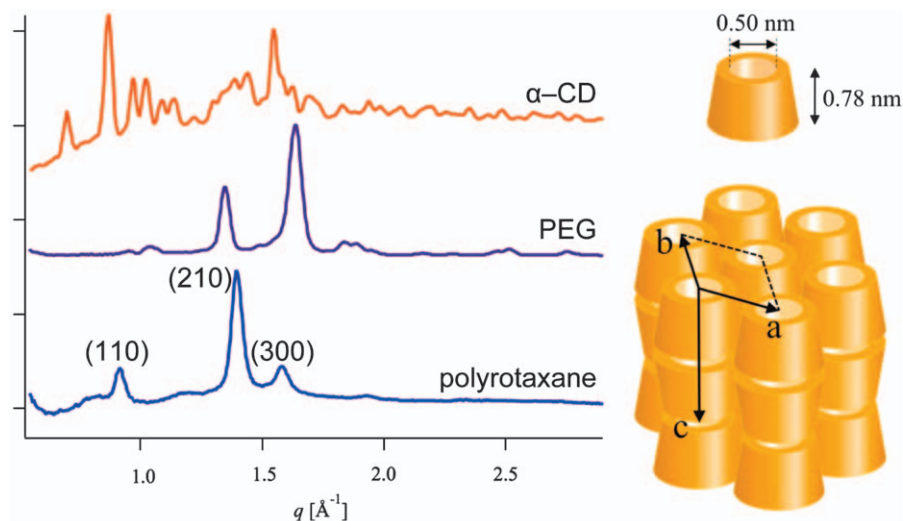 α–CD
PEG
(210)
(110)
(300)
polyrotaxane
1.0
1.5
2.0
2.5
q [Å⁻¹]
0.50 nm
0.78 nm
b
a
c